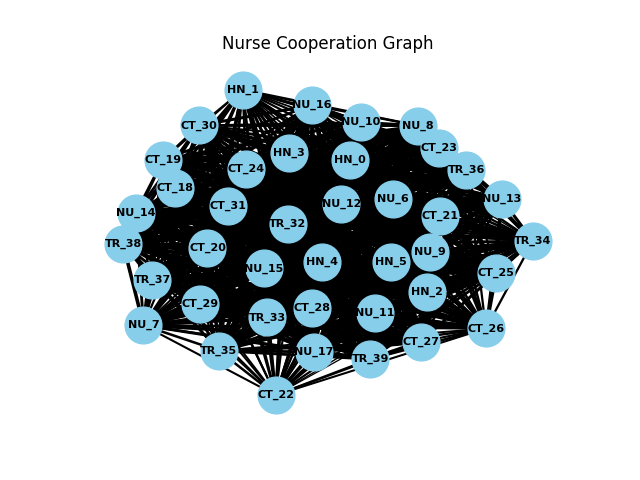 Nurse Cooperation Graph
HN_1
NU_16
NU_10
CT_30
NU_8
CT_23
HN_3
HN_0
CT_19
CT_24
TR_36
CT_18
NU_13
NU_6
NU_12
CT_31
NU_14
CT_21
TR_32
TR_38
TR_34
CT_20
NU_9
HN_4
HN_5
NU_15
CT_25
TR_37
HN_2
CT_29
CT_28
NU_11
TR_33
NU_7
CT_26
CT_27
TR_35
NU_17
TR_39
CT_22